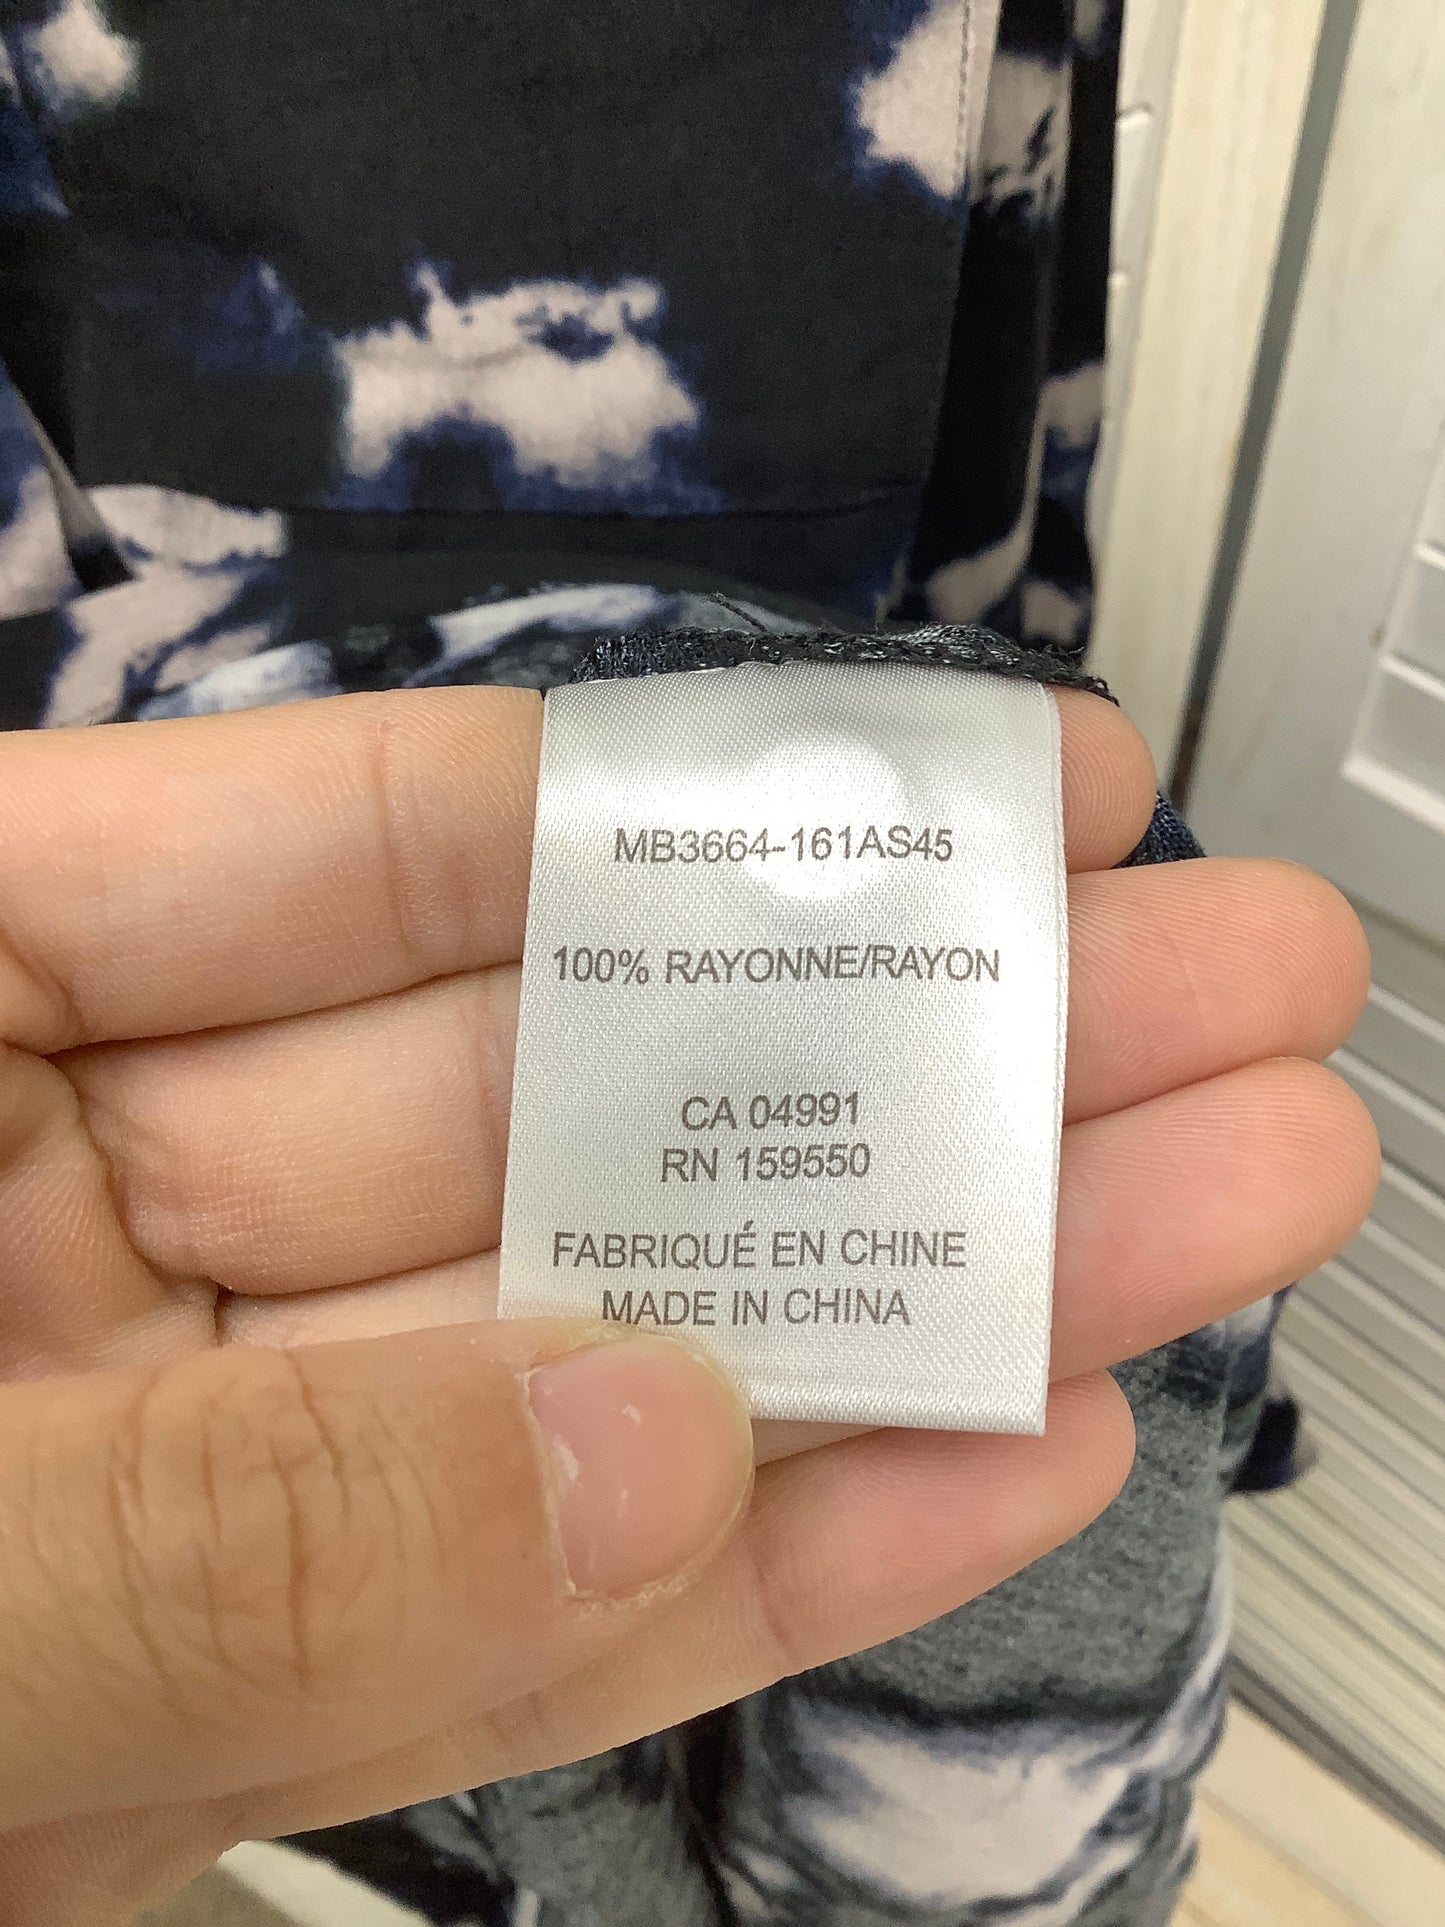 MB3664-161AS45
100% RAYONNE/RAYON
CA 04991
RN 159550
FABRIQUÉ EN CHINE
MADE IN CHINA